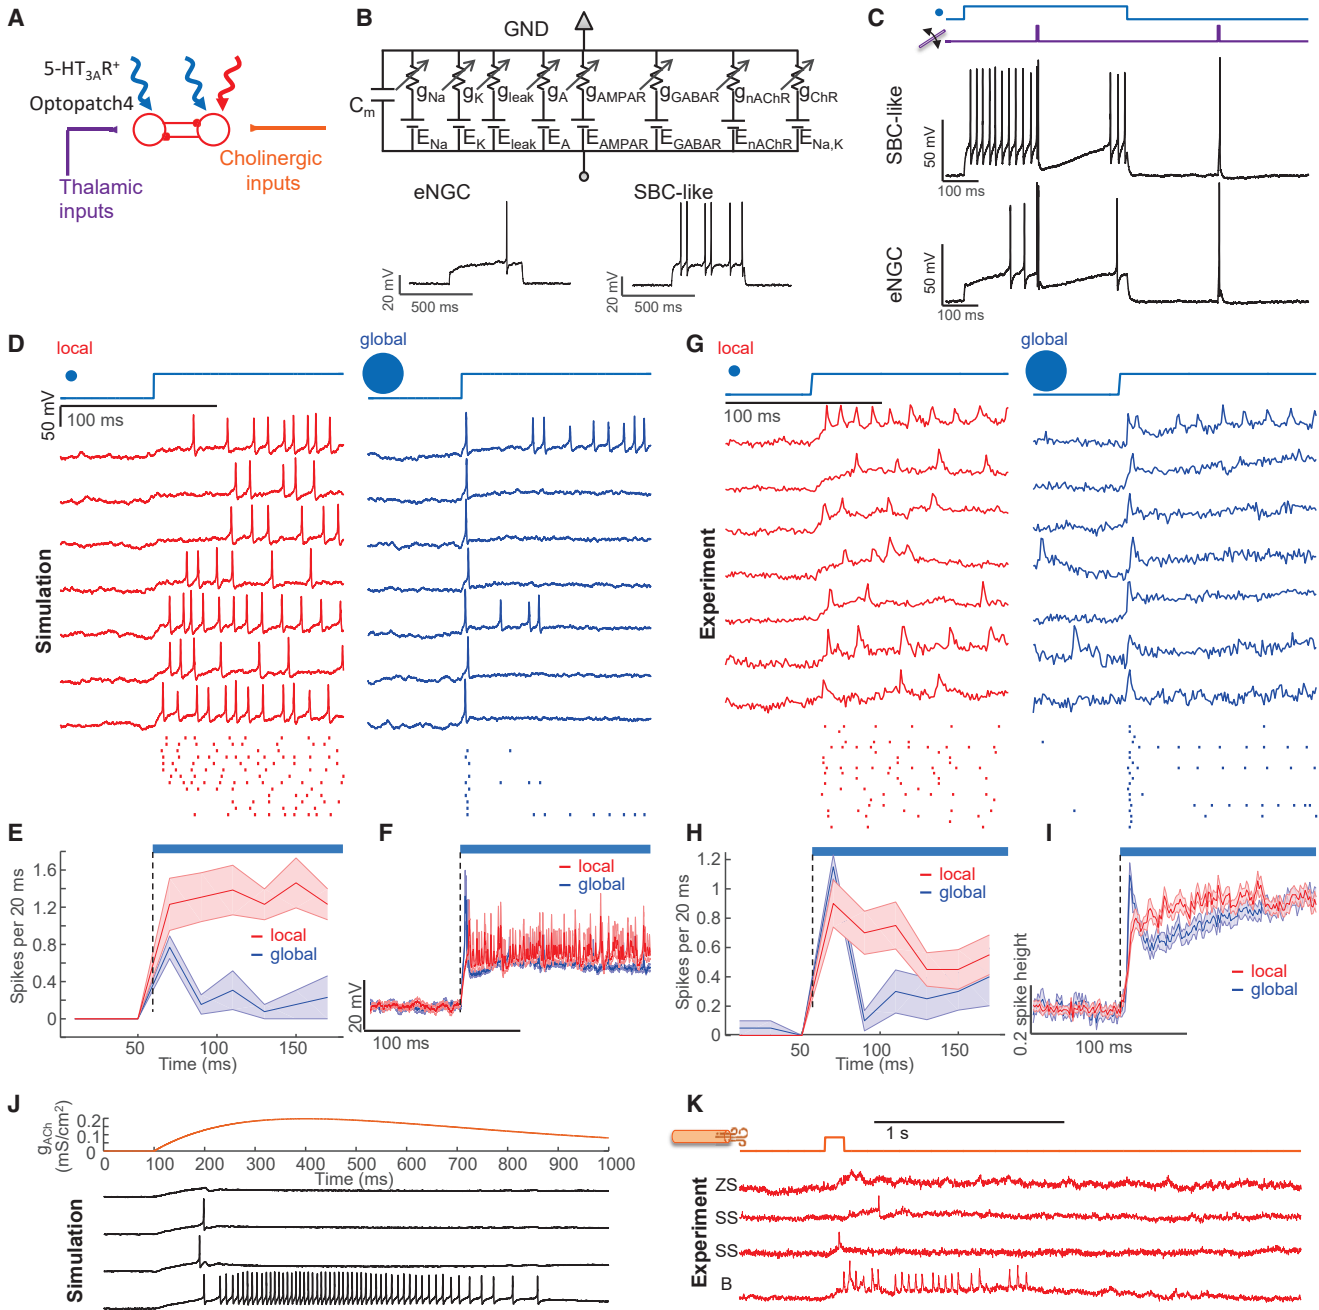 A
5-HT3AR+
Optopatch4
Thalamic
inputs
Cholinergic
inputs
B
GND
Cm
gNa
gK
gleak
gA
gAMPAR
gGABAR
gnAChR
gChR
ENa
EK
Eleak
EA
EAMPAR
EGABAR
EnAChR
ENa,K
eNGC
SBC-like
20 mV
500 ms
20 mV
500 ms
C
SBC-like
50 mV
100 ms
eNGC
50 mV
100 ms
D
local
global
50 mV
100 ms
Simulation
E
Spikes per 20 ms
1.6
1.2
0.8
0.4
0
local
global
50
100
150
Time (ms)
F
local
global
20 mV
100 ms
G
local
global
100 ms
Experiment
H
Spikes per 20 ms
1.2
1
0.8
0.6
0.4
0.2
0
local
global
50
100
150
Time (ms)
I
local
global
0.2 spike height
100 ms
J
gACh
(mS/cm2)
0.2
0.1
0
0
100
200
300
400
500
600
700
800
900
1000
Time (ms)
Simulation
K
1 s
Experiment
ZS
SS
SS
B